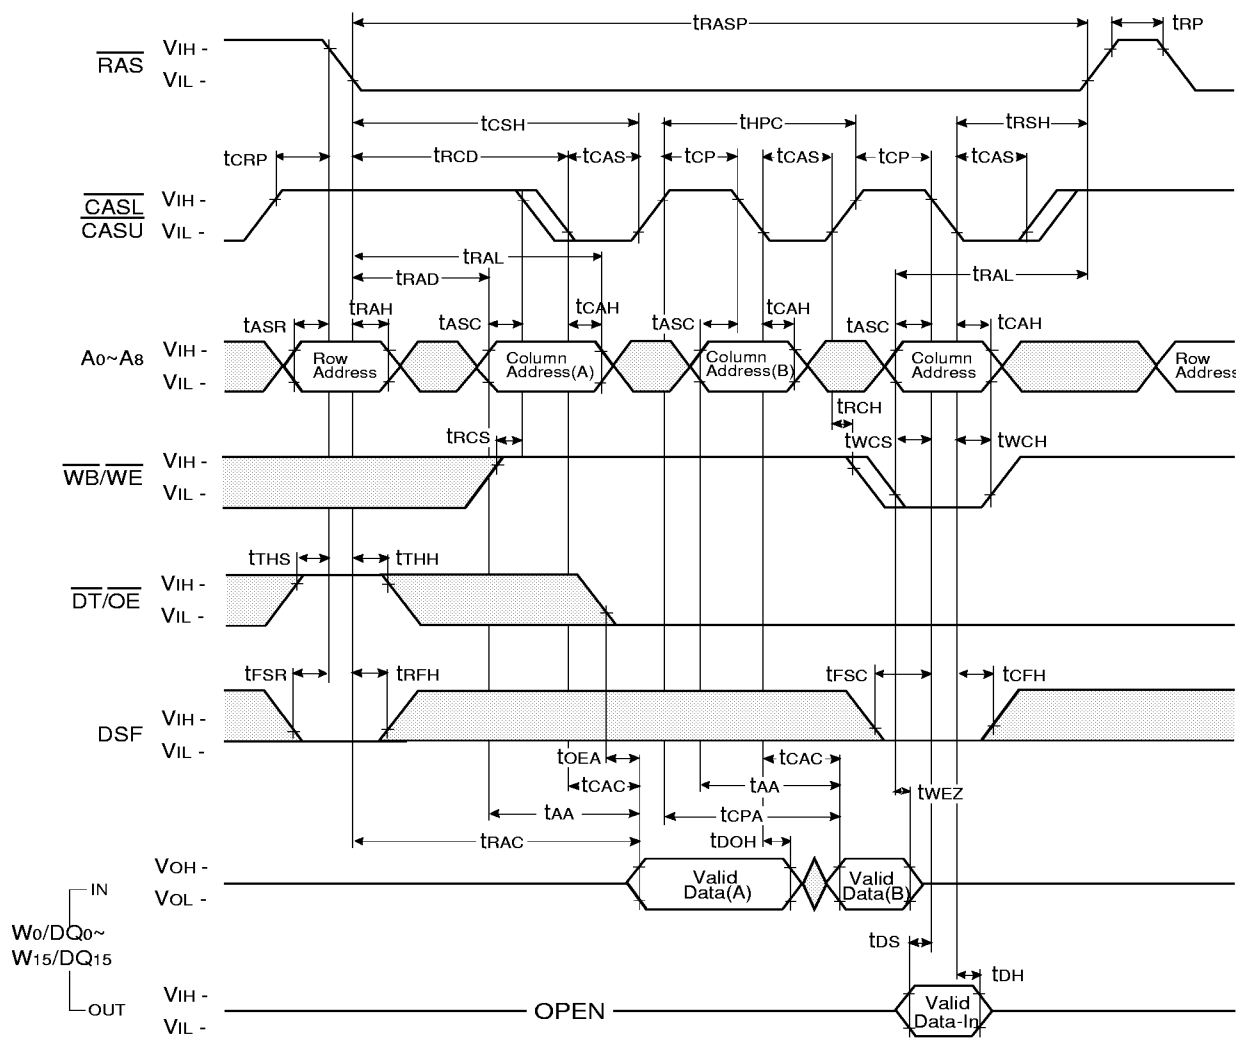 tRASP tRP
RAS VIH -
VIL -
tCSH tHPC tRSH
tCRP tRCD tCAS tCP tCAS tCP tCAS
CASL VIH -
CASU VIL -
tRAL
tRAD tRAL
tASR tRAH tASC tCAH tASC tCAH tASC tCAH
A0~A8 VIH -
VIL -
Row Address
Column Address(A)
Column Address(B)
Column Address
Row Address
tRCH
tRCS tWCS tWCH
WB/WE VIH -
VIL -
tTHS tTHH
DT/OE VIH -
VIL -
tFSR tRFH tFSC tCFH
DSF VIH -
VIL -
tOEA tCAC
tCAC tAA tWEZ
tAA tCPA
tRAC tDOH
VOH -
VOL -
Valid Data(A)
Valid Data(B)
IN
W0/DQ0~
W15/DQ15
OUT
tDS
tDH
VIH -
VIL -
OPEN
Valid Data-In